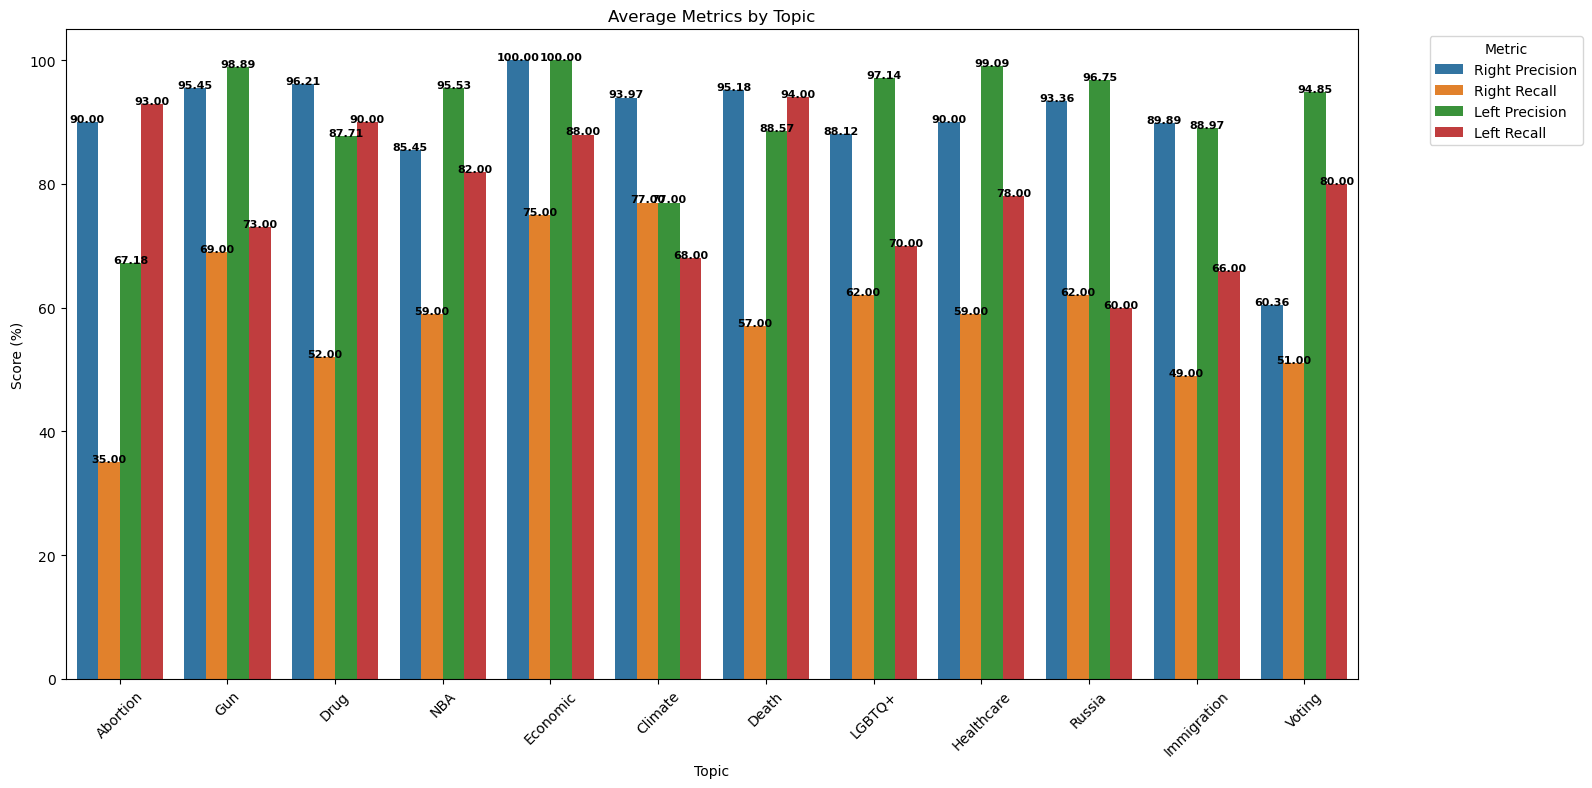 Average Metrics by Topic
Metric
Right Precision
Right Recall
Left Precision
Left Recall
Score (%)
100
80
60
40
20
0
90.00 35.00 67.18 93.00
95.45 69.00 98.89 73.00
96.21 52.00 87.71 90.00
85.45 59.00 95.53 82.00
100.00 75.00 100.00 88.00
93.97 77.00 77.00 68.00
95.18 57.00 88.57 94.00
88.12 62.00 97.14 70.00
90.00 59.00 99.09 78.00
93.36 62.00 96.75 60.00
89.89 49.00 88.97 66.00
60.36 51.00 94.85 80.00
Abortion
Gun
Drug
NBA
Economic
Climate
Death
LGBTQ+
Healthcare
Russia
Immigration
Voting
Topic